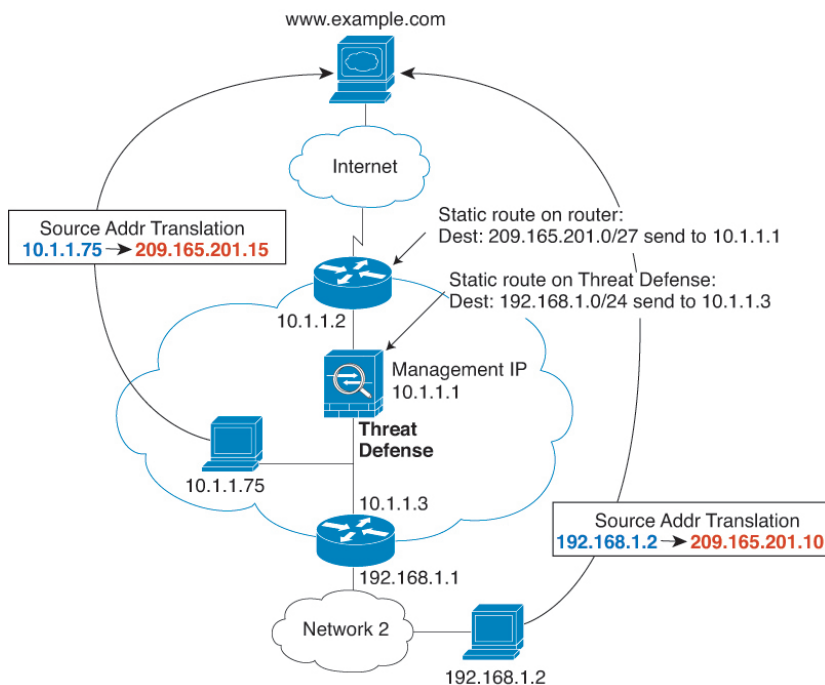 www.example.com
Internet
Source Addr Translation
10.1.1.75 209.165.201.15
Static route on router:
Dest: 209.165.201.0/27 send to 10.1.1.1
Static route on Threat Defense:
Dest: 192.168.1.0/24 send to 10.1.1.3
10.1.1.2
Management IP
10.1.1.1
Threat
Defense
10.1.1.75
10.1.1.3
Source Addr Translation
192.168.1.2 209.165.201.10
192.168.1.1
Network 2
192.168.1.2